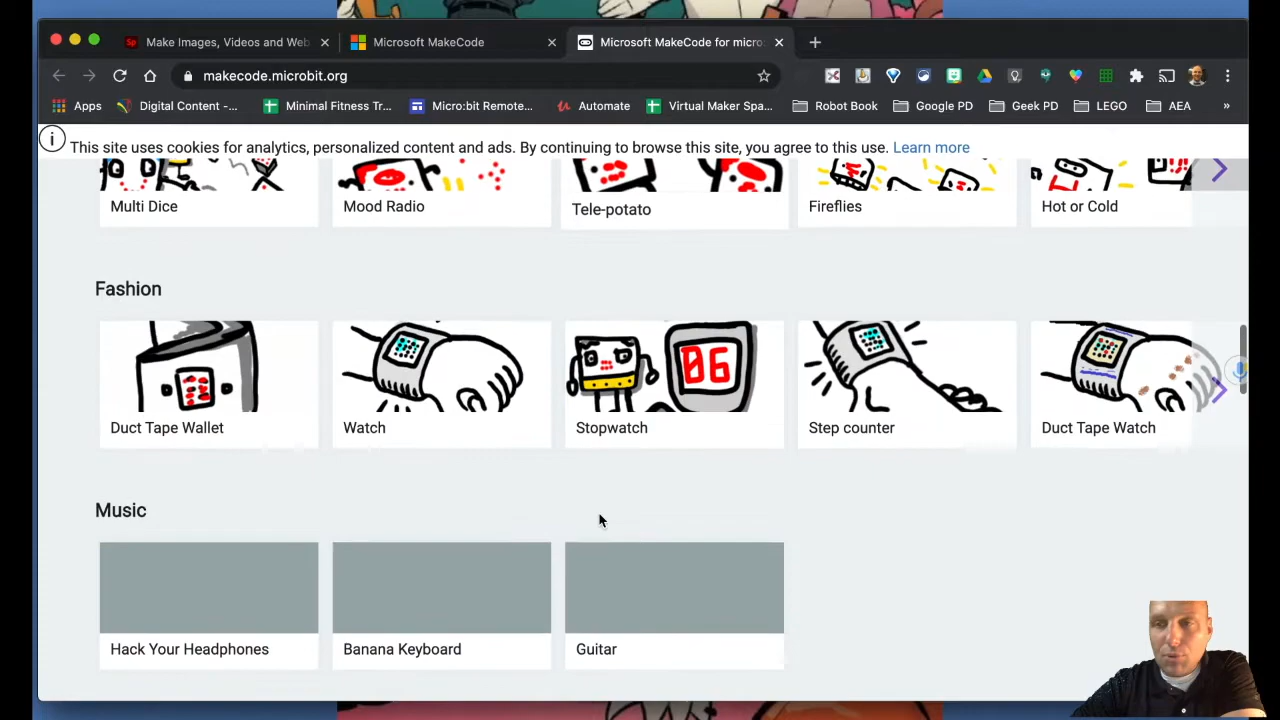 Make Images, Videos and Web
Microsoft MakeCode
Microsoft MakeCode for micro:
makecode.microbit.org
Apps
Digital Content -...
Minimal Fitness Tr...
Micro:bit Remote...
Automate
Virtual Maker Spa...
Robot Book
Google PD
Geek PD
LEGO
AEA
»
This site uses cookies for analytics, personalized content and ads. By continuing to browse this site, you agree to this use. Learn more
Multi Dice
Mood Radio
Tele-potato
Fireflies
Hot or Cold
Fashion
06
Duct Tape Wallet
Watch
Stopwatch
Step counter
Duct Tape Watch
Music
Hack Your Headphones
Banana Keyboard
Guitar